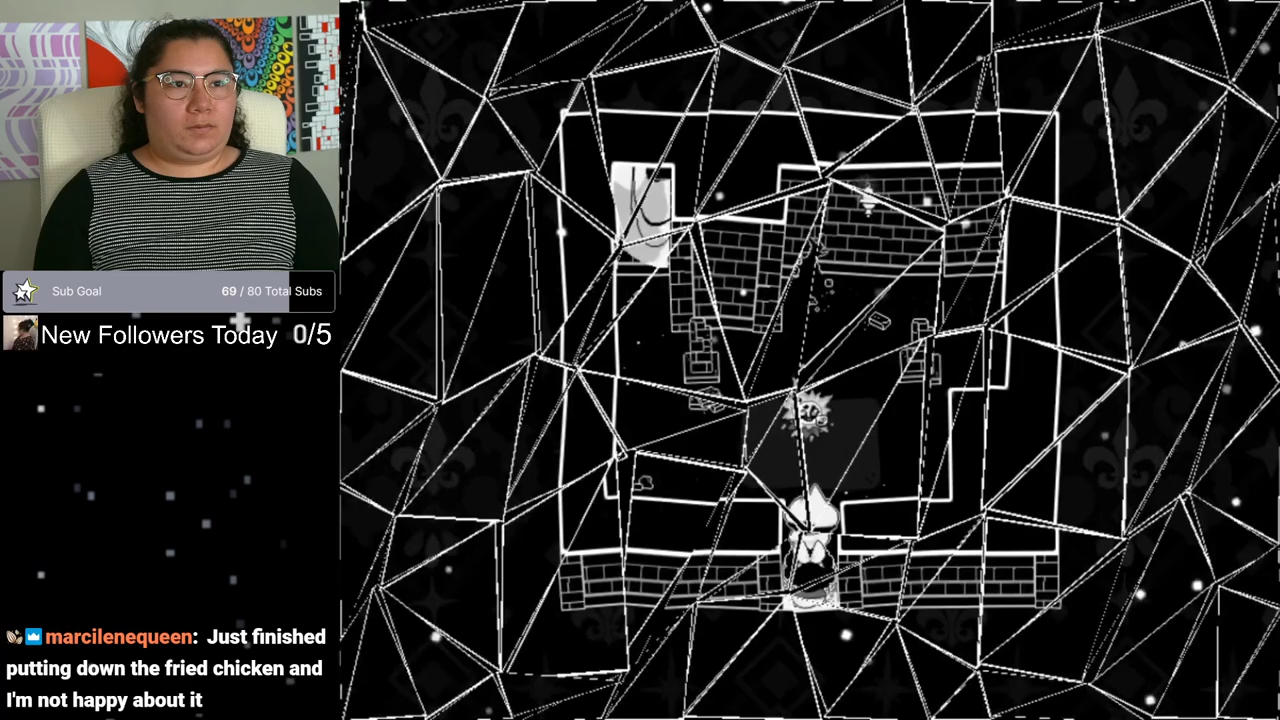 Sub Goal 69 / 80 Total Subs
New Followers Today 0/5
marcilenequeen: Just finished
putting down the fried chicken and
I'm not happy about it